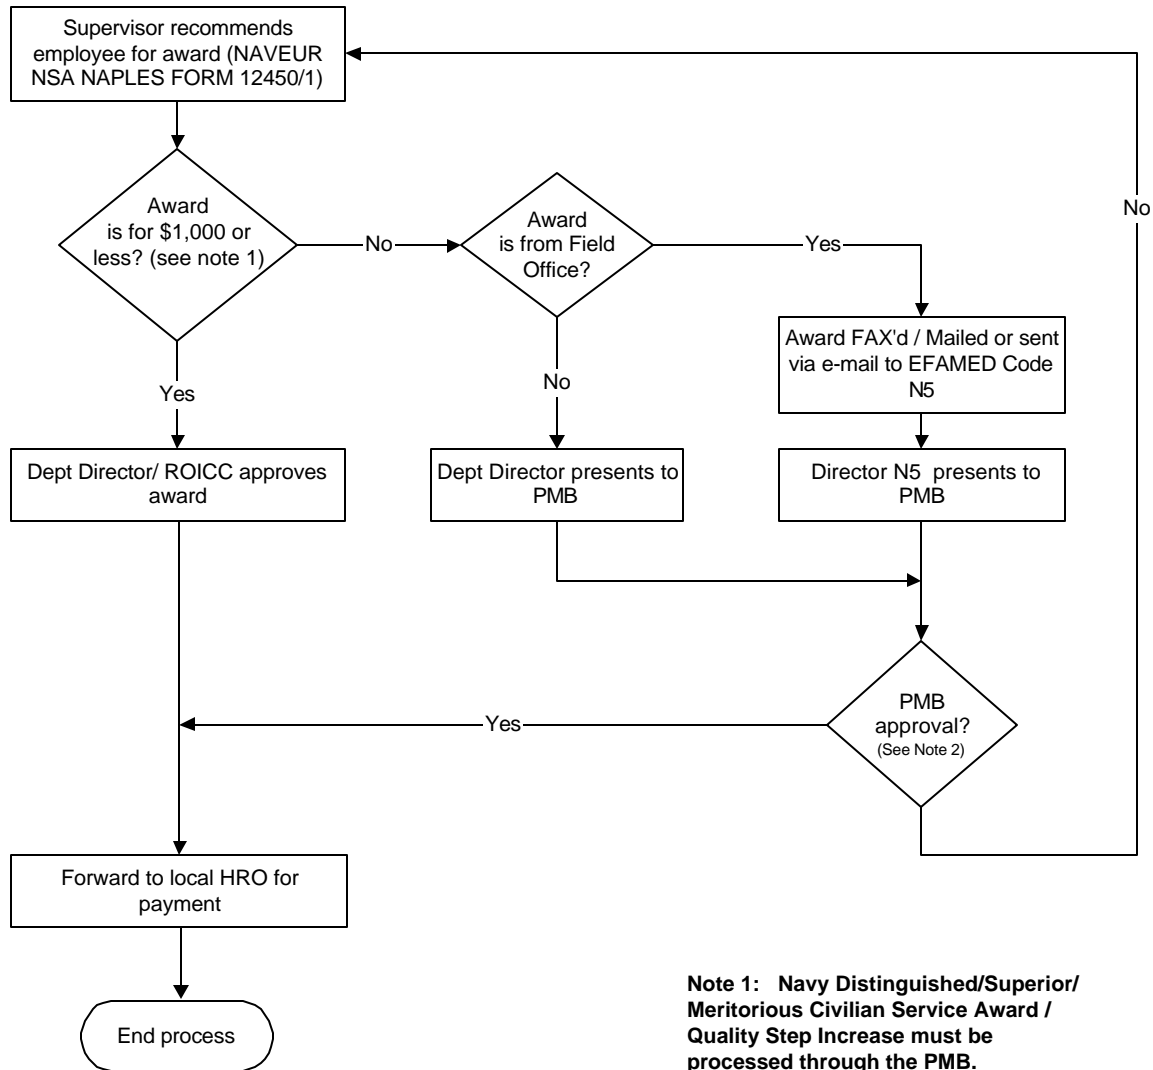 Supervisor recommends
employee for award (NAVEUR
NSA NAPLES FORM 12450/1)
Award
is for $1,000 or
less? (see note 1)
No
Award
is from Field
Office?
Yes
No
Award FAX'd / Mailed or sent
via e-mail to EFAMED Code
N5
Yes
No
Dept Director/ ROICC approves
award
Dept Director presents to
PMB
Director N5 presents to
PMB
PMB
approval?
(See Note 2)
Yes
Forward to local HRO for
payment
End process
Note 1: Navy Distinguished/Superior/
Meritorious Civilian Service Award /
Quality Step Increase must be
processed through the PMB.